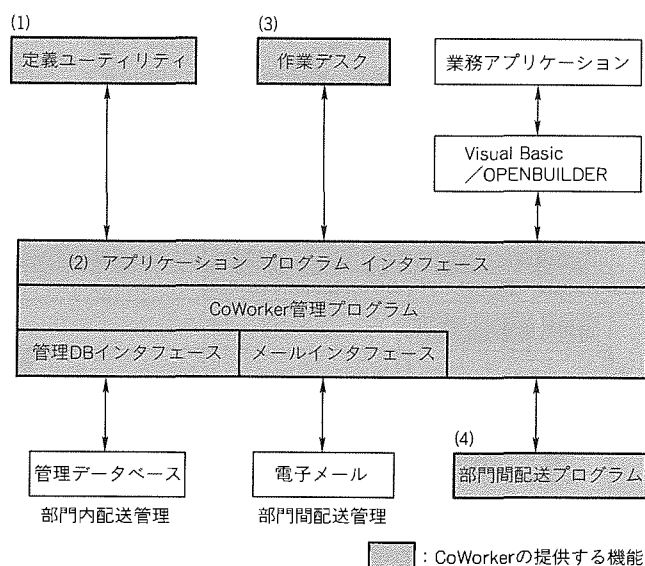 (1)
定義ユーティリティ
(3)
作業デスク
業務アプリケーション
Visual Basic
／OPENBUILDER
(2) アプリケーション プログラム インタフェース
CoWorker管理プログラム
管理DBインタフェース
メールインタフェース
管理データベース
部門内配送管理
電子メール
部門間配送管理
(4)
部門間配送プログラム
：CoWorkerの提供する機能